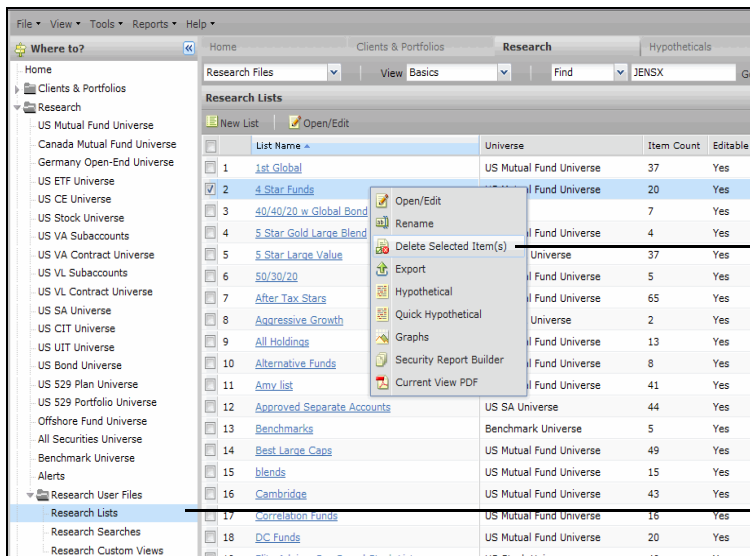 File View Tools Reports Help
Where to?
Home
Clients & Portfolios
Research
US Mutual Fund Universe
Canada Mutual Fund Universe
Germany Open-End Universe
US ETF Universe
US CE Universe
US Stock Universe
US VA Subaccounts
US VA Contract Universe
US VL Subaccounts
US VL Contract Universe
US SA Universe
US CIT Universe
US UIT Universe
US Bond Universe
US 529 Plan Universe
US 529 Portfolio Universe
Offshore Fund Universe
All Securities Universe
Benchmark Universe
Alerts
Research User Files
Research Lists
Research Searches
Research Custom Views
Home Clients & Portfolios Research Hypotheticals
Research Files View Basics Find JENSX
Research Lists
New List Open/Edit
List Name Universe Item Count Editable
1 1st Global US Mutual Fund Universe 37 Yes
2 4 Star Funds 20 Yes
3 40/40/20 w Global Bond 7 Yes
4 5 Star Gold Large Blend 4 Yes
5 5 Star Large Value Universe 37 Yes
6 50/30/20 5 Yes
7 After Tax Stars 65 Yes
8 Aggressive Growth Universe 2 Yes
9 All Holdings 13 Yes
10 Alternative Funds 8 Yes
11 Amy list 41 Yes
12 Approved Separate Accounts US SA Universe 44 Yes
13 Benchmarks Benchmark Universe 5 Yes
14 Best Large Caps US Mutual Fund Universe 49 Yes
15 blends US Mutual Fund Universe 15 Yes
16 Cambridge US Mutual Fund Universe 43 Yes
17 Correlation Funds US Mutual Fund Universe 16 Yes
18 DC Funds US Mutual Fund Universe 20 Yes
Open/Edit
Rename
Delete Selected Item(s)
Export
Hypothetical
Quick Hypothetical
Graphs
Security Report Builder
Current View PDF